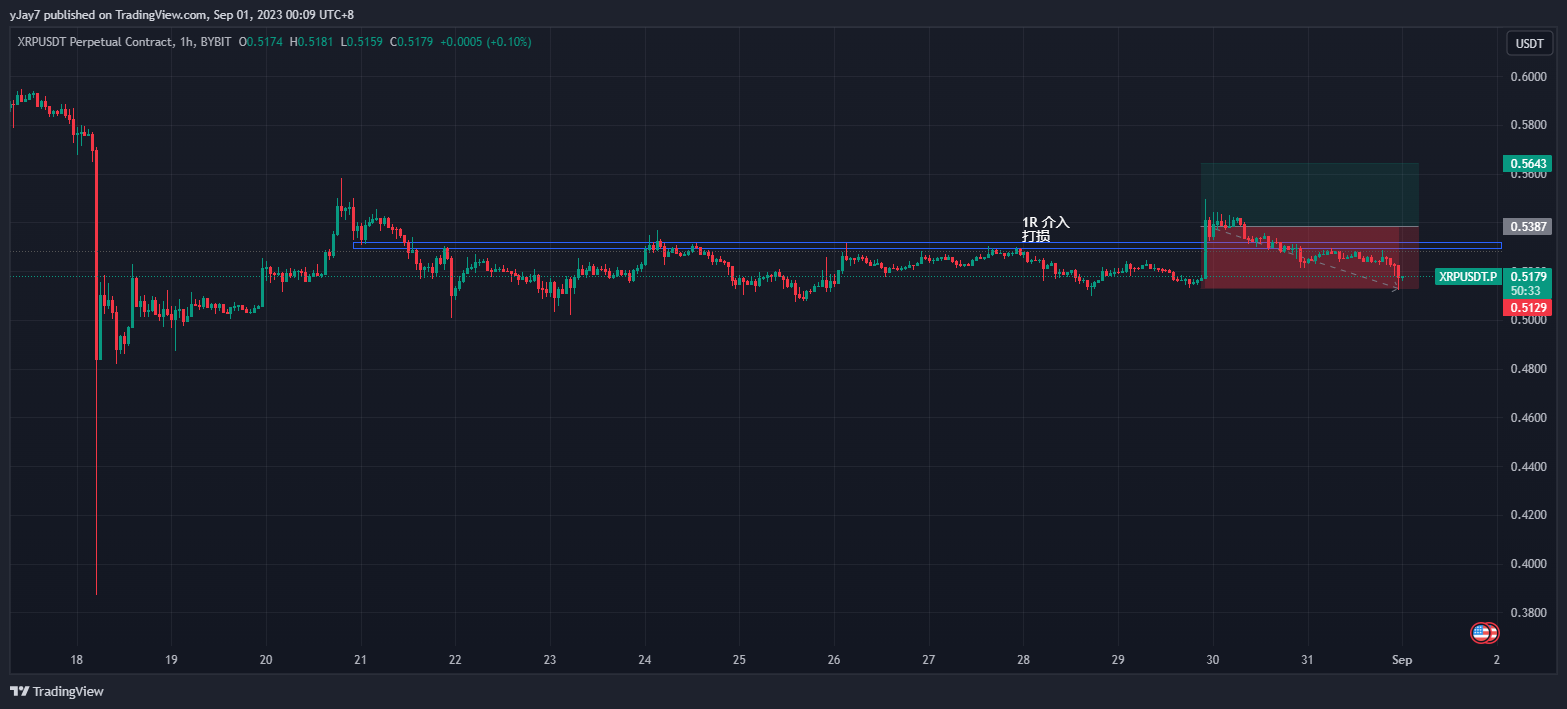 yJay7 published on TradingView.com, Sep 01, 2023 00:09 UTC+8
XRPUSDT Perpetual Contract, 1h, BYBIT O0.5174 H0.5181 L0.5159 C0.5179 +0.0005 (+0.10%)
USDT
0.6000
0.5800
0.5643
0.5600
1R 介入
打损
0.5387
XRPUSDT.P 0.5179
50:33
0.5129
0.5000
0.4800
0.4600
0.4400
0.4200
0.4000
0.3800
18 19 20 21 22 23 24 25 26 27 28 29 30 31 Sep 2
TradingView